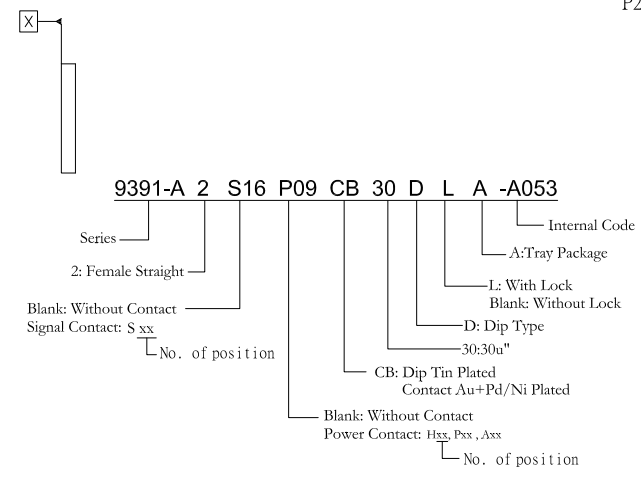 P2
X
9391-A 2 S16 P09 CB 30 D L A -A053
Internal Code
Series
A:Tray Package
2: Female Straight
L: With Lock
Blank: Without Lock
Blank: Without Contact
Signal Contact: S xx
No. of position
D: Dip Type
30:30u"
CB: Dip Tin Plated
Contact Au+Pd/Ni Plated
Blank: Without Contact
Power Contact: Hxx, Pxx , Axx
No. of position